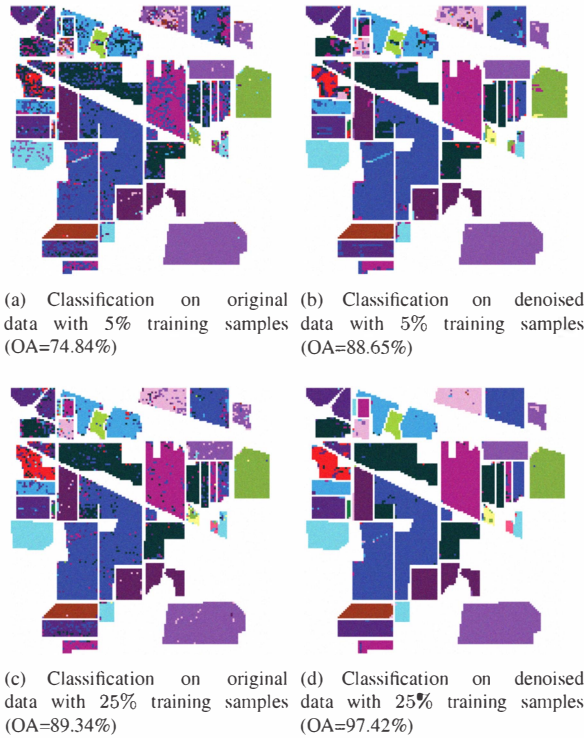 (a) Classification on original
data with 5% training samples
(OA=74.84%)
(b) Classification on denoised
data with 5% training samples
(OA=88.65%)
(c) Classification on original
data with 25% training samples
(OA=89.34%)
(d) Classification on denoised
data with 25% training samples
(OA=97.42%)